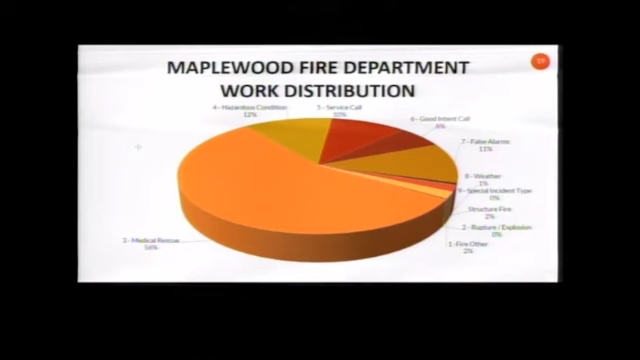 19
MAPLEWOOD FIRE DEPARTMENT
WORK DISTRIBUTION
4 - Hazardous Condition
12%
5 - Service Call
10%
6 - Good Intent Call
6%
7 - False Alarms
11%
8 - Weather
1%
9 - Special Incident Type
0%
Structure Fire
2%
2 - Rupture / Explosion
0%
1 - Fire Other
2%
3 - Medical Rescue
56%